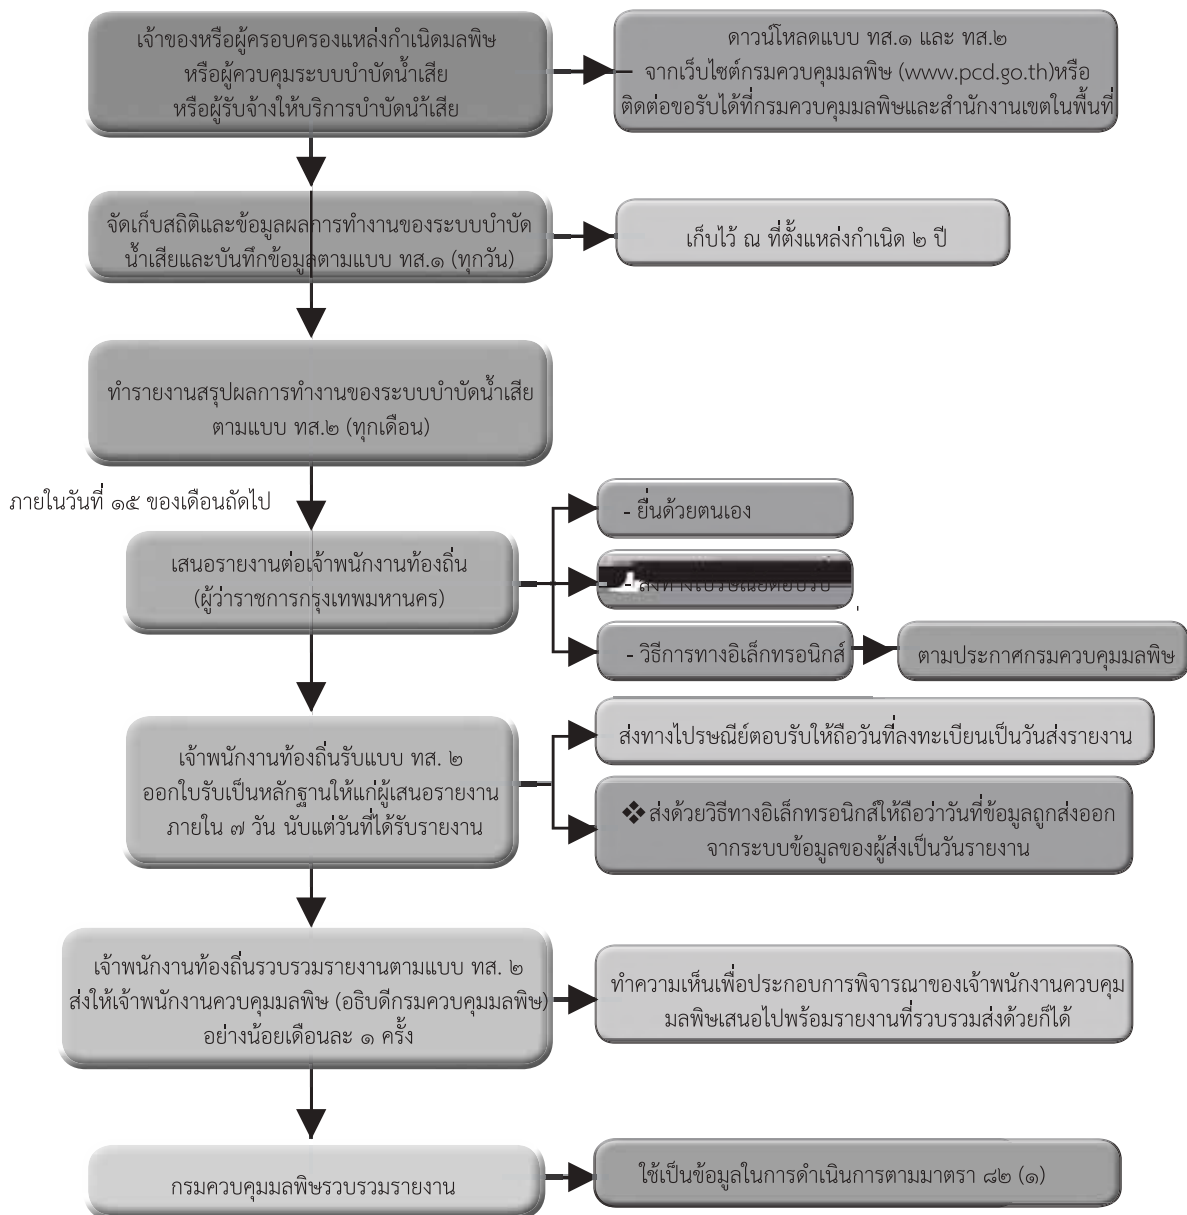 เจ้าของหรือผู้ครอบครองแหล่งกำเนิดมลพิษ
หรือผู้ควบคุมระบบบำบัดน้ำเสีย
หรือผู้รับจ้างให้บริการบำบัดน้ำเสีย
ดาวน์โหลดแบบ ทส.๑ และ ทส.๒
จากเว็บไซต์กรมควบคุมมลพิษ (www.pcd.go.th)หรือ
ติดต่อขอรับได้ที่กรมควบคุมมลพิษและสำนักงานเขตในพื้นที่
จัดเก็บสถิติและข้อมูลผลการทำงานของระบบบำบัด
น้ำเสียและบันทึกข้อมูลตามแบบ ทส.๑ (ทุกวัน)
เก็บไว้ ณ ที่ตั้งแหล่งกำเนิด ๒ ปี
ทำรายงานสรุปผลการทำงานของระบบบำบัดน้ำเสีย
ตามแบบ ทส.๒ (ทุกเดือน)
ภายในวันที่ ๑๕ ของเดือนถัดไป
เสนอรายงานต่อเจ้าพนักงานท้องถิ่น
(ผู้ว่าราชการกรุงเทพมหานคร)
- ยื่นด้วยตนเอง
- ส่งทางไปรษณีย์ตอบรับ
- วิธีการทางอิเล็กทรอนิกส์
ตามประกาศกรมควบคุมมลพิษ
เจ้าพนักงานท้องถิ่นรับแบบ ทส. ๒
ออกใบรับเป็นหลักฐานให้แก่ผู้เสนอรายงาน
ภายใน ๗ วัน นับแต่วันที่ได้รับรายงาน
ส่งทางไปรษณีย์ตอบรับให้ถือวันที่ลงทะเบียนเป็นวันส่งรายงาน
❖ ส่งด้วยวิธีทางอิเล็กทรอนิกส์ให้ถือว่าวันที่ข้อมูลถูกส่งออก
จากระบบข้อมูลของผู้ส่งเป็นวันรายงาน
เจ้าพนักงานท้องถิ่นรวบรวมรายงานตามแบบ ทส. ๒
ส่งให้เจ้าพนักงานควบคุมมลพิษ (อธิบดีกรมควบคุมมลพิษ)
อย่างน้อยเดือนละ ๑ ครั้ง
ทำความเห็นเพื่อประกอบการพิจารณาของเจ้าพนักงานควบคุม
มลพิษเสนอไปพร้อมรายงานที่รวบรวมส่งด้วยก็ได้
กรมควบคุมมลพิษรวบรวมรายงาน
ใช้เป็นข้อมูลในการดำเนินการตามมาตรา ๘๒ (๑)